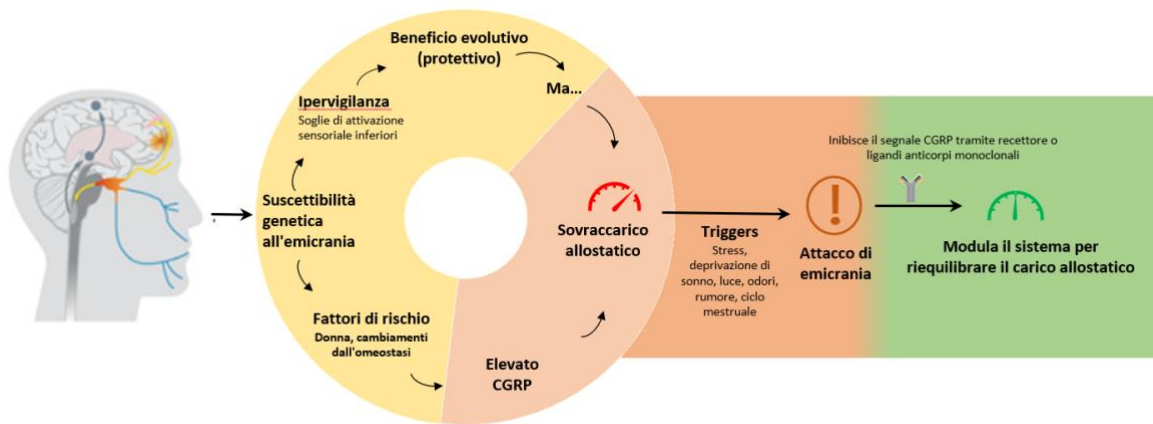 Beneficio evolutivo
(protettivo)
Ma...
Ipervigilanza
Soglie di attivazione
sensoriale inferiori
Suscettibilità
genetica
all'emicrania
Fattori di rischio
Donna, cambiamenti
dall'omeostasi
Elevato
CGRP
Sovraccarico
allostatico
Triggers
Stress,
deprivazione di
sonno, luce, odori,
rumore, ciclo
mestruale
Attacco di
emicrania
Inibisce il segnale CGRP tramite recettore o
ligandi anticorpi monoclonali
Modula il sistema per
riequilibrare il carico allostatico